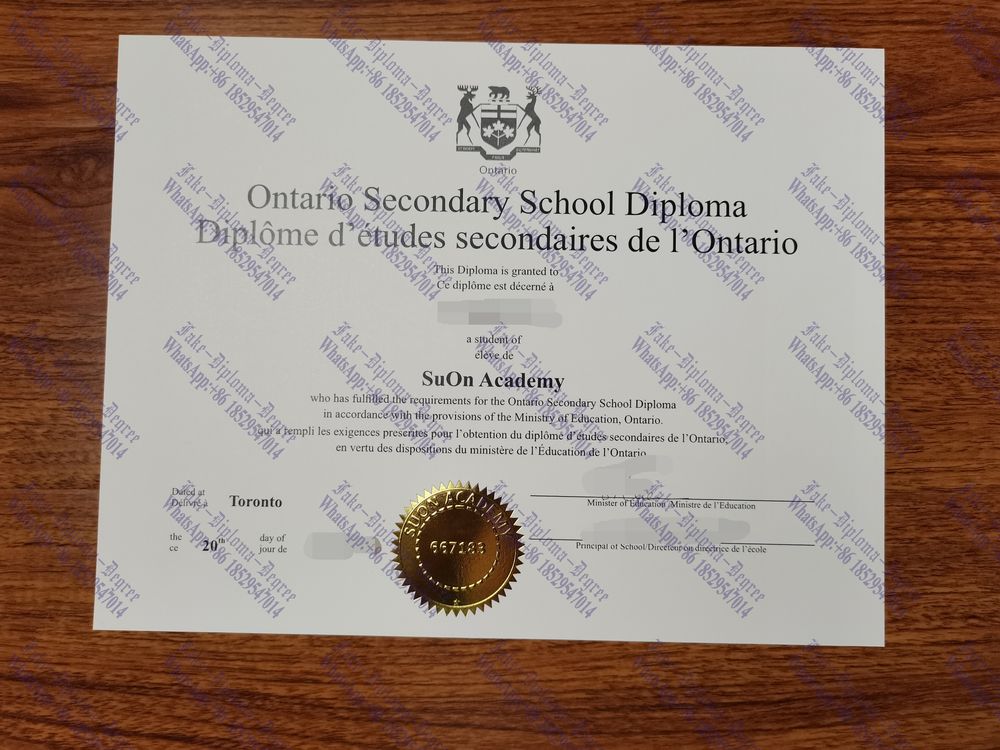 Ontario
Ontario Secondary School Diploma
Diplôme d'études secondaires de l'Ontario
This Diploma is granted to
Ce diplôme est décerné à
a student of
élève de
SuOn Academy
who has fulfilled the requirements for the Ontario Secondary School Diploma
in accordance with the provisions of the Ministry of Education, Ontario.
qui a rempli les exigences prescrites pour l'obtention du diplôme d'études secondaires de l'Ontario,
en vertu des dispositions du ministère de l'Éducation de l'Ontario
Dated at
Délivré à
Toronto
the
ce
20th
day of
jour de
SUON ACADEMY
667183
Minister of Education Ministre de l'Education
Principal of School/Directeur on directrice de l'école
Fake-Diploma-Degree
WhatsApp:+86 18529547014